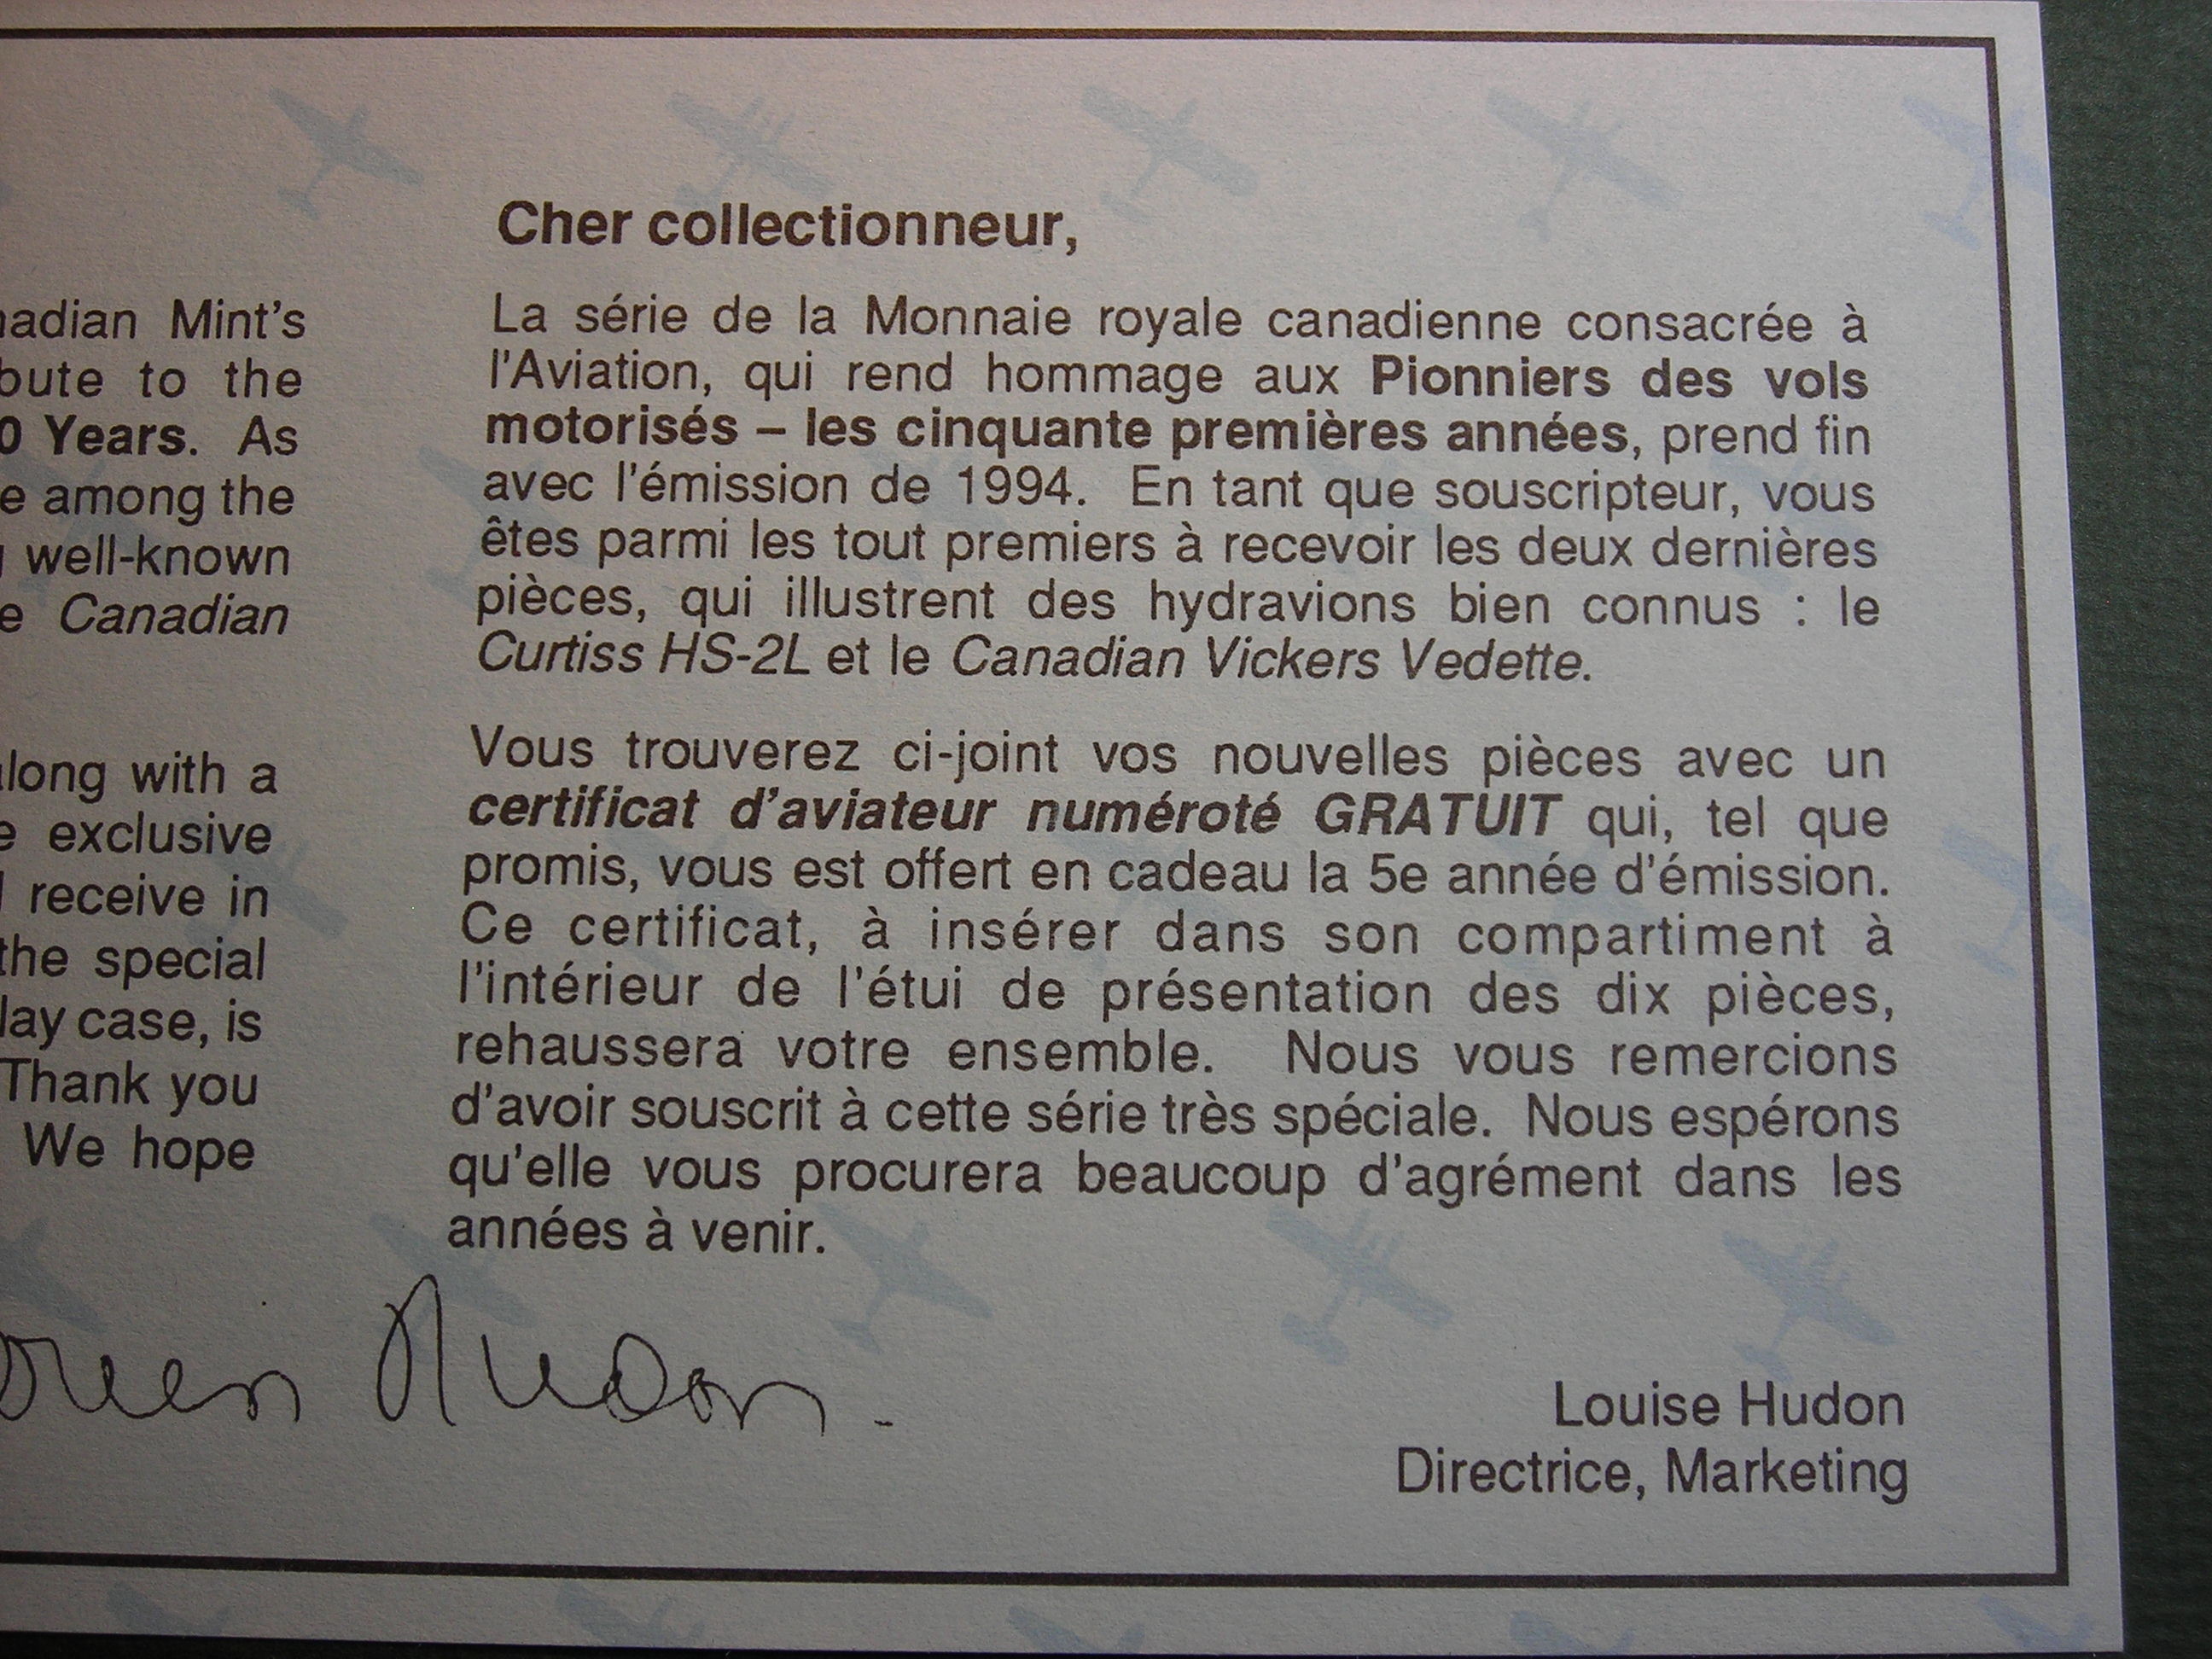 Cher collectionneur,
La série de la Monnaie royale canadienne consacrée à
l'Aviation, qui rend hommage aux Pionniers des vols
motorisés – les cinquante premières années, prend fin
avec l'émission de 1994. En tant que souscripteur, vous
êtes parmi les tout premiers à recevoir les deux dernières
pièces, qui illustrent des hydravions bien connus : le
Curtiss HS-2L et le Canadian Vickers Vedette.
Vous trouverez ci-joint vos nouvelles pièces avec un
certificat d'aviateur numéroté GRATUIT qui, tel que
promis, vous est offert en cadeau la 5e année d'émission.
Ce certificat, à insérer dans son compartiment à
l'intérieur de l'étui de présentation des dix pièces,
rehaussera votre ensemble. Nous vous remercions
d'avoir souscrit à cette série très spéciale. Nous espérons
qu'elle vous procurera beaucoup d'agrément dans les
années à venir.
Louise Hudon
Directrice, Marketing
Mint's
to the
0 Years. As
among the
well-known
Canadian
with a
exclusive
receive in
the special
case, is
Thank you
We hope
Hudon